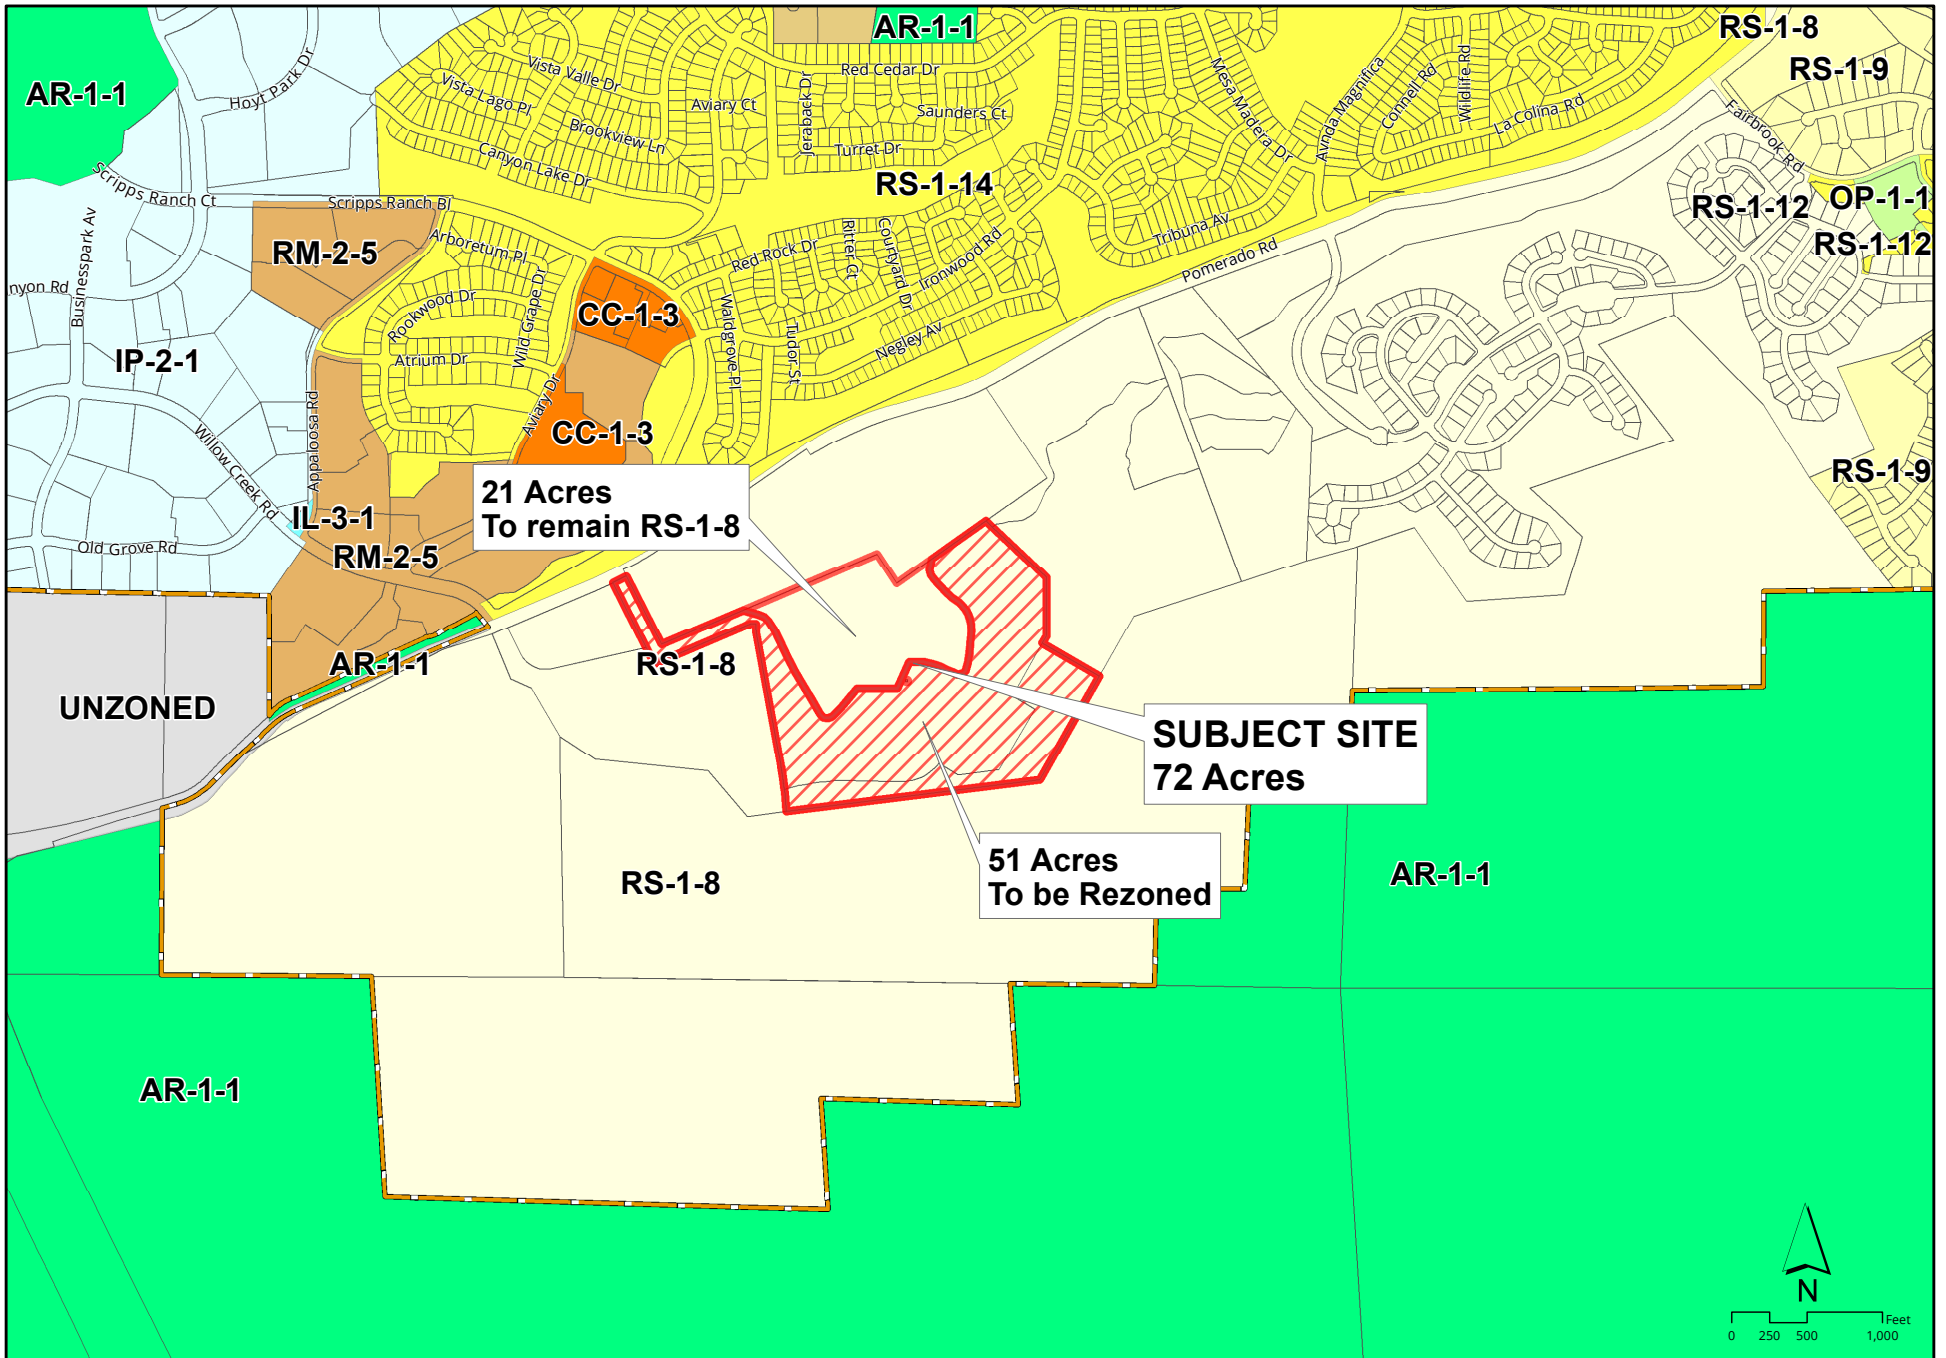 AR-1-1
RS-1-8
AR-1-1
RS-1-9
Hoyt Park Dr
Vista Valle Dr
Vista Lago Pl
Aviary Ct
Red Cedar Dr
Jeraback Dr
Saunders Ct
Mesa Madera Dr
Avnda Magnifica
Connell Rd
Wildlife Rd
La Colina Rd
Fairbrook Rd
Brookview Ln
Turret Dr
Canyon Lake Dr
Scripps Ranch Ct
Scripps Ranch Bl
RS-1-14
RS-1-12
OP-1-1
RS-1-12
Businesspark Av
RM-2-5
Arboretum Pl
Red Rock Dr
Ritter Ct
Courtyard Dr
Ironwood Rd
Tribuna Av
Pomerado Rd
nyon Rd
Rookwood Dr
Wild Grape Dr
CC-1-3
Waldgrove Pl
Tudor St
Negley Av
IP-2-1
Atrium Dr
Aviary Dr
Appaloosa Rd
Willow Creek Rd
CC-1-3
RS-1-9
21 Acres
To remain RS-1-8
IL-3-1
Old Grove Rd
RM-2-5
AR-1-1
RS-1-8
UNZONED
SUBJECT SITE
72 Acres
51 Acres
To be Rezoned
RS-1-8
AR-1-1
AR-1-1
N
Feet
0 250 500 1,000